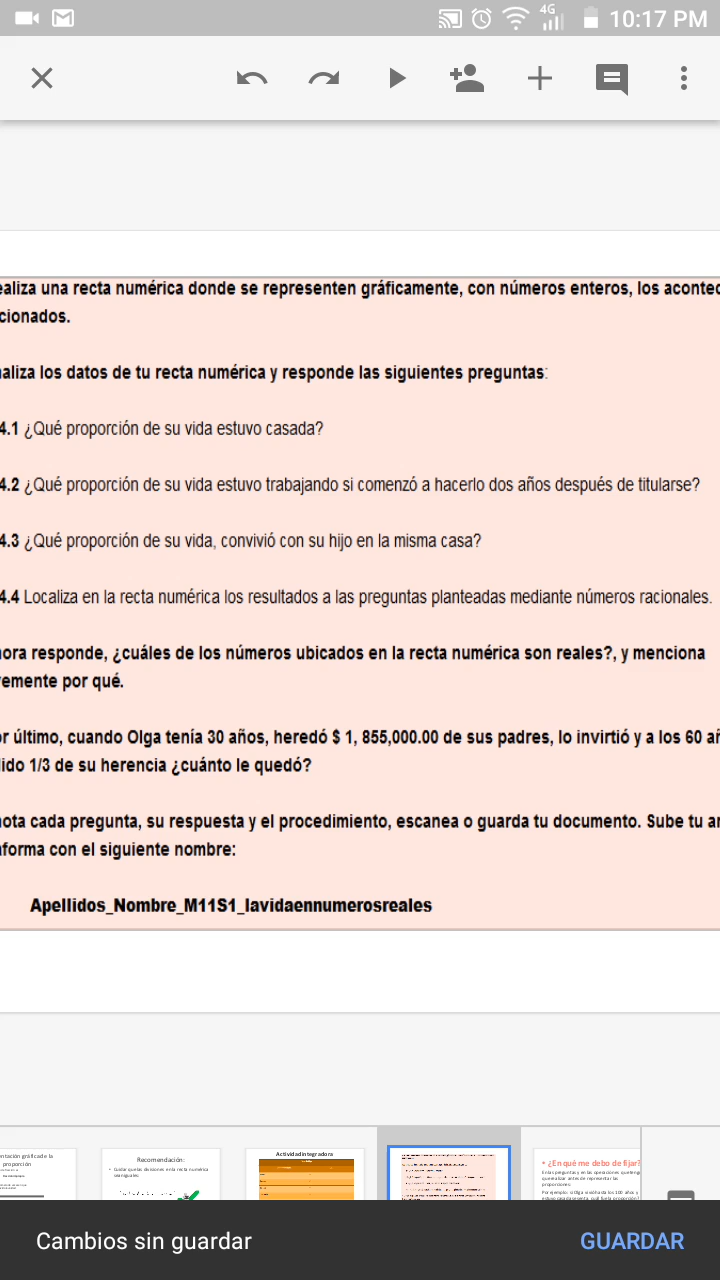 4G 10:17 PM
ealiza una recta numérica donde se representen gráficamente, con números enteros, los acontec
cionados.
naliza los datos de tu recta numérica y responde las siguientes preguntas:
4.1 ¿Qué proporción de su vida estuvo casada?
4.2 ¿Qué proporción de su vida estuvo trabajando si comenzó a hacerlo dos años después de titularse?
4.3 ¿Qué proporción de su vida, convivió con su hijo en la misma casa?
4.4 Localiza en la recta numérica los resultados a las preguntas planteadas mediante números racionales.
hora responde, ¿cuáles de los números ubicados en la recta numérica son reales?, y menciona
vemente por qué.
or último, cuando Olga tenía 30 años, heredó $ 1, 855,000.00 de sus padres, lo invirtió y a los 60 añ
dido 1/3 de su herencia ¿cuánto le quedó?
nota cada pregunta, su respuesta y el procedimiento, escanea o guarda tu documento. Sube tu ar
aforma con el siguiente nombre:
Apellidos_Nombre_M11S1_lavidaennumerosreales
ntación gráfica de la
proporción
Recomendación:
Actividad integradora
• ¿En qué me debo de fijar?
Cambios sin guardar GUARDAR